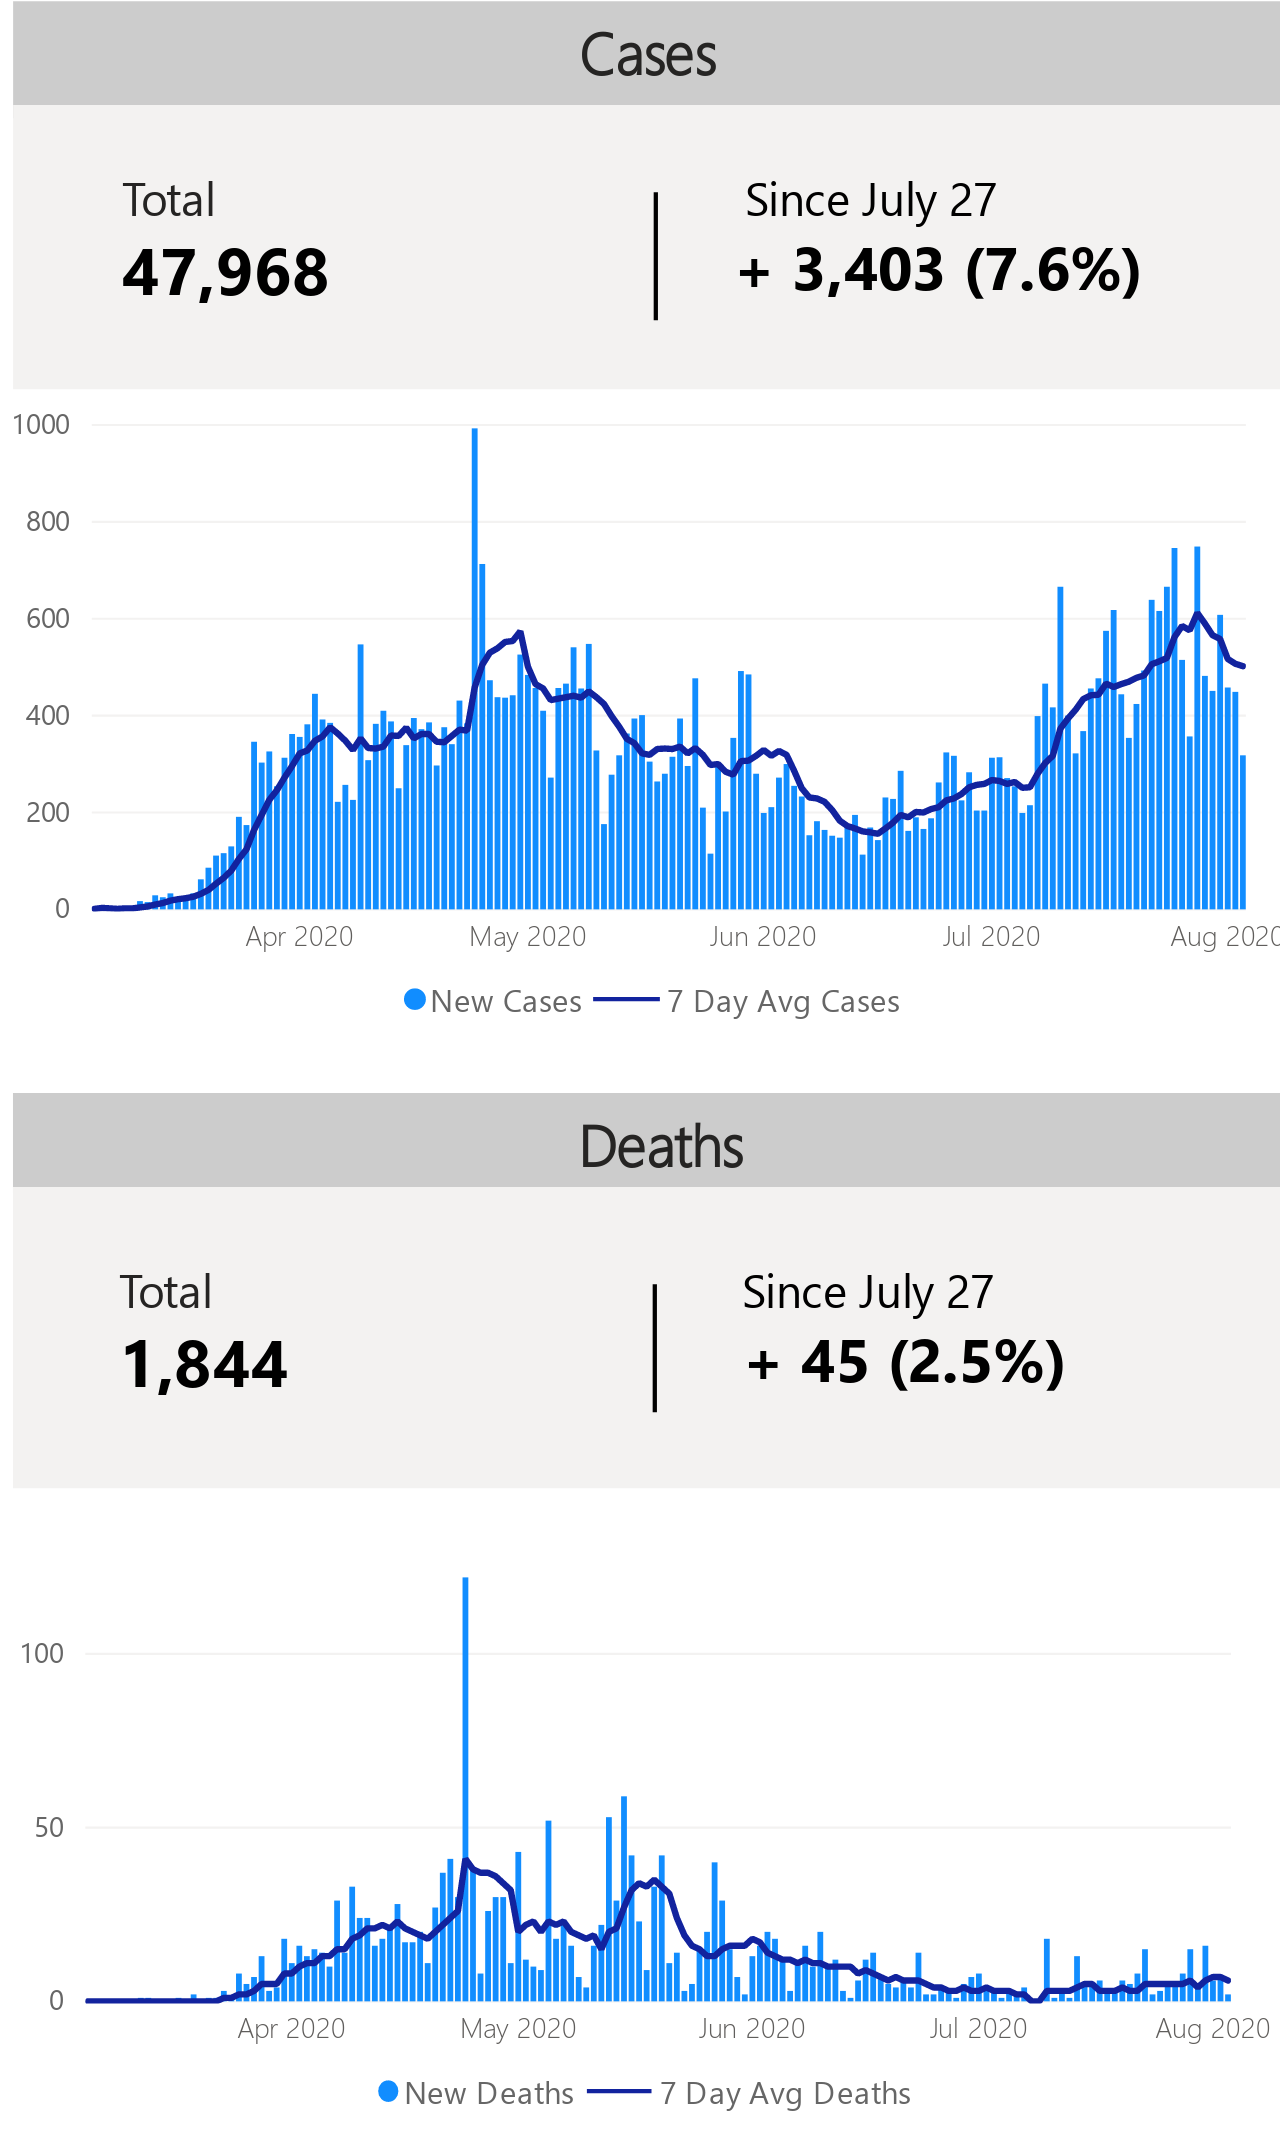 Cases
Total
Since July 27
47,968
+ 3,403 (7.6%)
1000
800
600
400
200
0
Apr 2020
May 2020
Jun 2020
Jul 2020
Aug 2020
New Cases
7 Day Avg Cases
Deaths
Total
Since July 27
1,844
+ 45 (2.5%)
100
50
0
Apr 2020
May 2020
Jun 2020
Jul 2020
Aug 2020
New Deaths
7 Day Avg Deaths